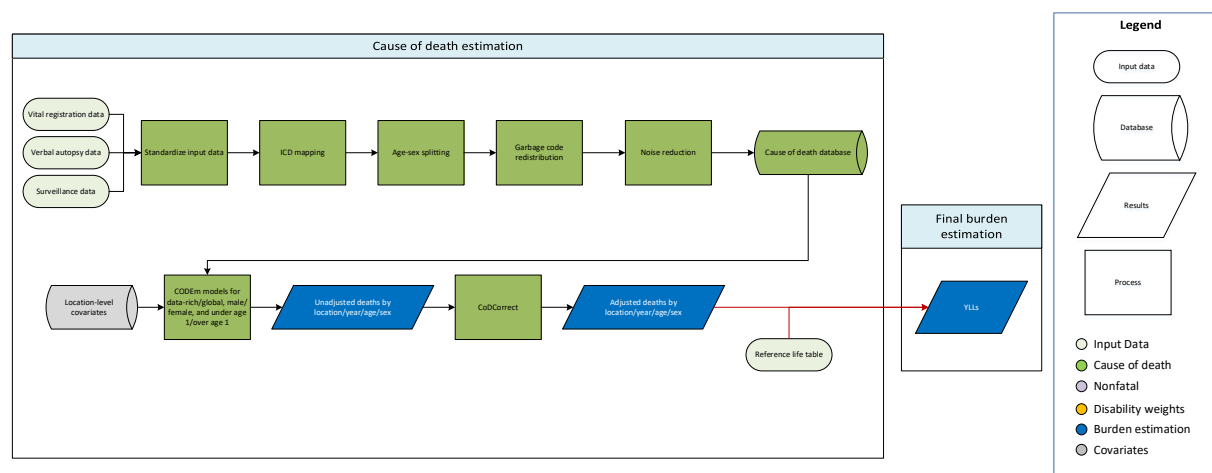 Cause of death estimation
Vital registration data
Verbal autopsy data
Surveillance data
Standardize input data
ICD mapping
Age-sex splitting
Garbage code
redistribution
Noise reduction
Cause of death database
Location-level
covariates
CODEm models for
data-rich/global, male/
female, and under age
1/over age 1
Unadjusted deaths by
location/year/age/sex
CoDCorrect
Adjusted deaths by
location/year/age/sex
Reference life table
Final burden
estimation
YLLs
Legend
Input data
Database
Results
Process
Input Data
Cause of death
Nonfatal
Disability weights
Burden estimation
Covariates